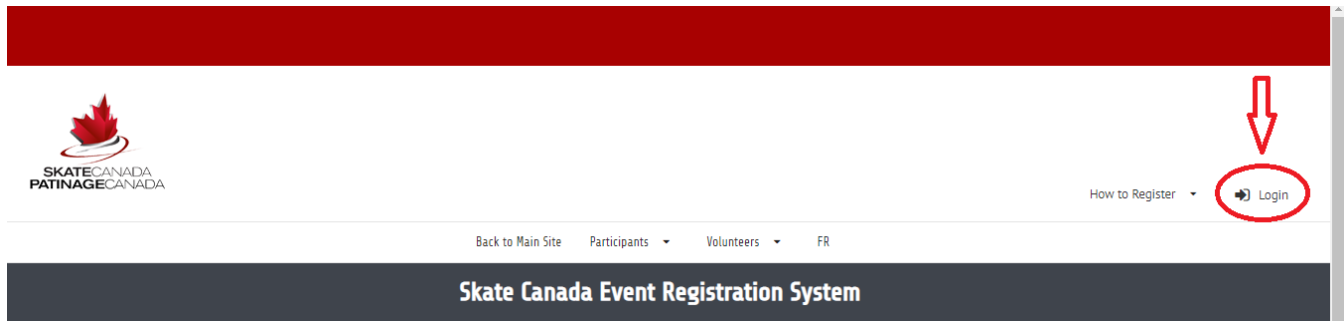 SKATECANADA
PATINAGECANADA
How to Register Login
Back to Main Site Participants Volunteers FR
Skate Canada Event Registration System